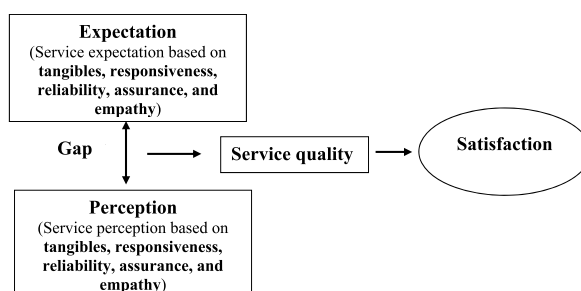 Expectation
(Service expectation based on
tangibles, responsiveness,
reliability, assurance, and
empathy)
Gap
Service quality
Satisfaction
Perception
(Service perception based on
tangibles, responsiveness,
reliability, assurance, and
empathy)